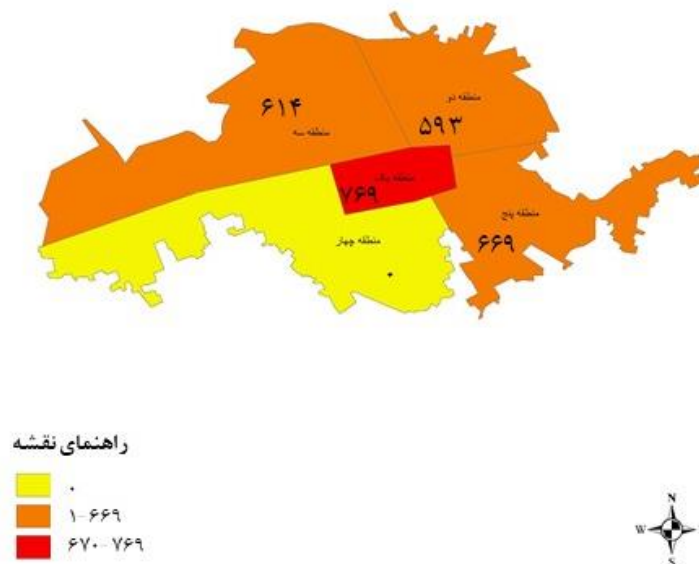 منطقه دو
۵۹۳
منطقه سه
۶۱۴
منطقه یک
۷۶۹
منطقه پنج
۶۶۹
منطقه چهار
۰
راهنمای نقشه
۰
۱-۶۶۹
۶۷۰-۷۶۹
N
W
S